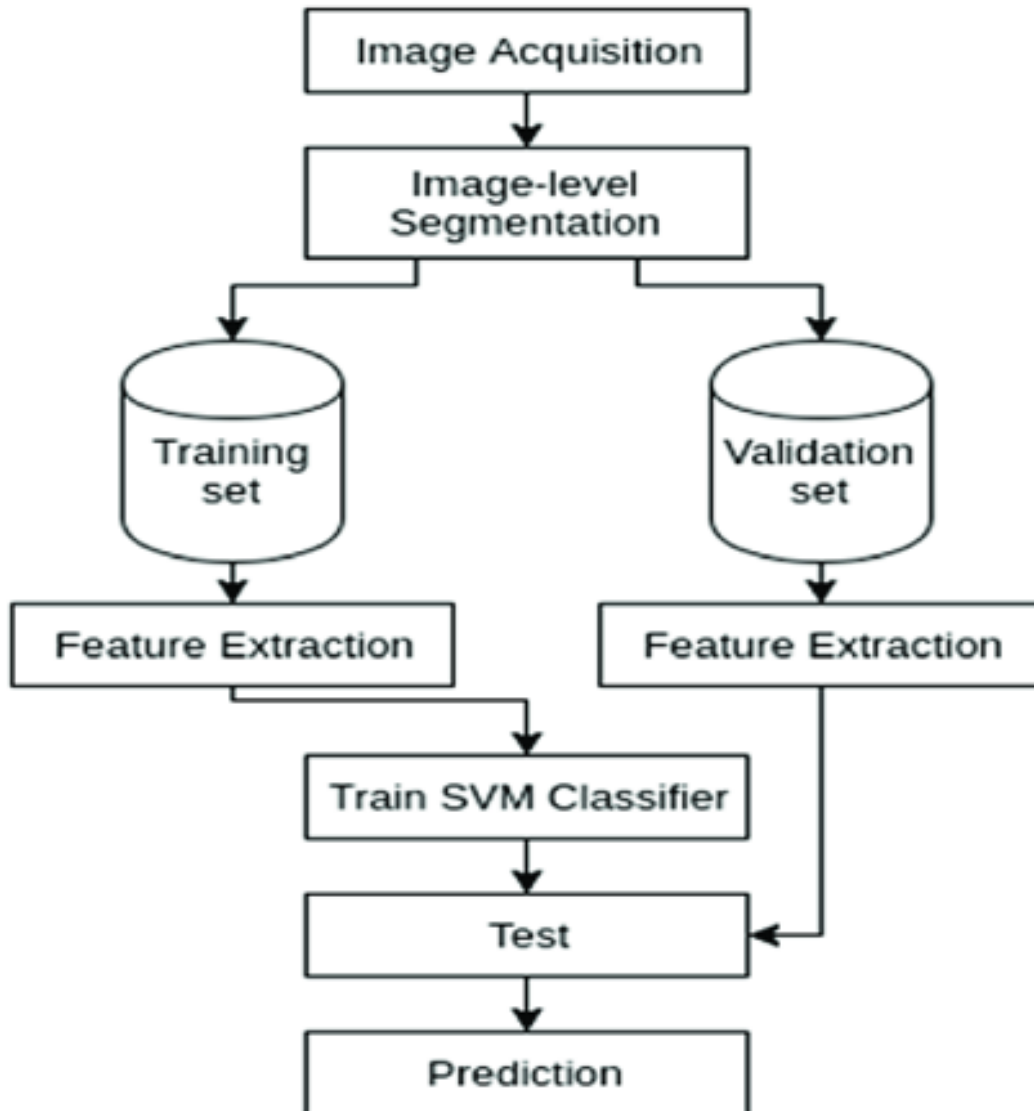 Image Acquisition
Image-level
Segmentation
Training
set
Validation
set
Feature Extraction
Feature Extraction
Train SVM Classifier
Test
Prediction